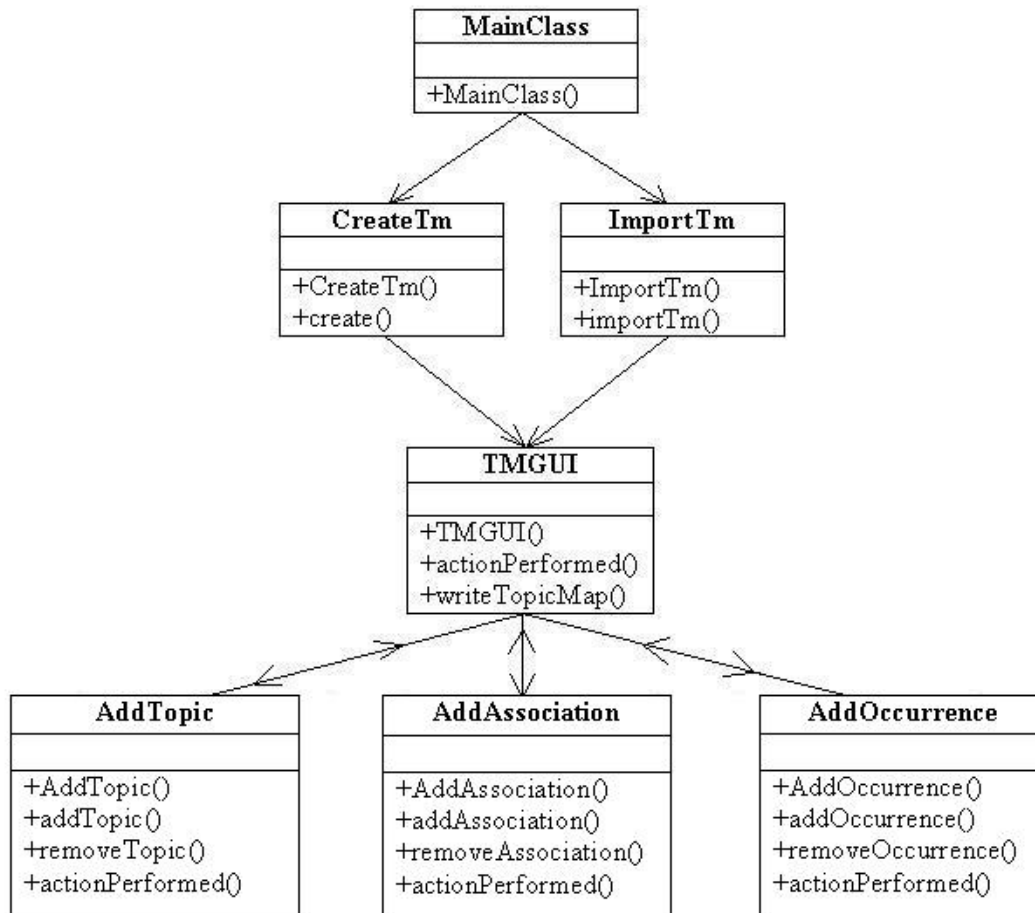 MainClass
+MainClass()
CreateTm
+CreateTm()
+create()
ImportTm
+ImportTm()
+importTm()
TMGUI
+TMGUI()
+actionPerformed()
+writeTopicMap()
AddTopic
+AddTopic()
+addTopic()
+removeTopic()
+actionPerformed()
AddAssociation
+AddAssociation()
+addAssociation()
+removeAssociation()
+actionPerformed()
AddOccurrence
+AddOccurrence()
+addOccurrence()
+removeOccurrence()
+actionPerformed()